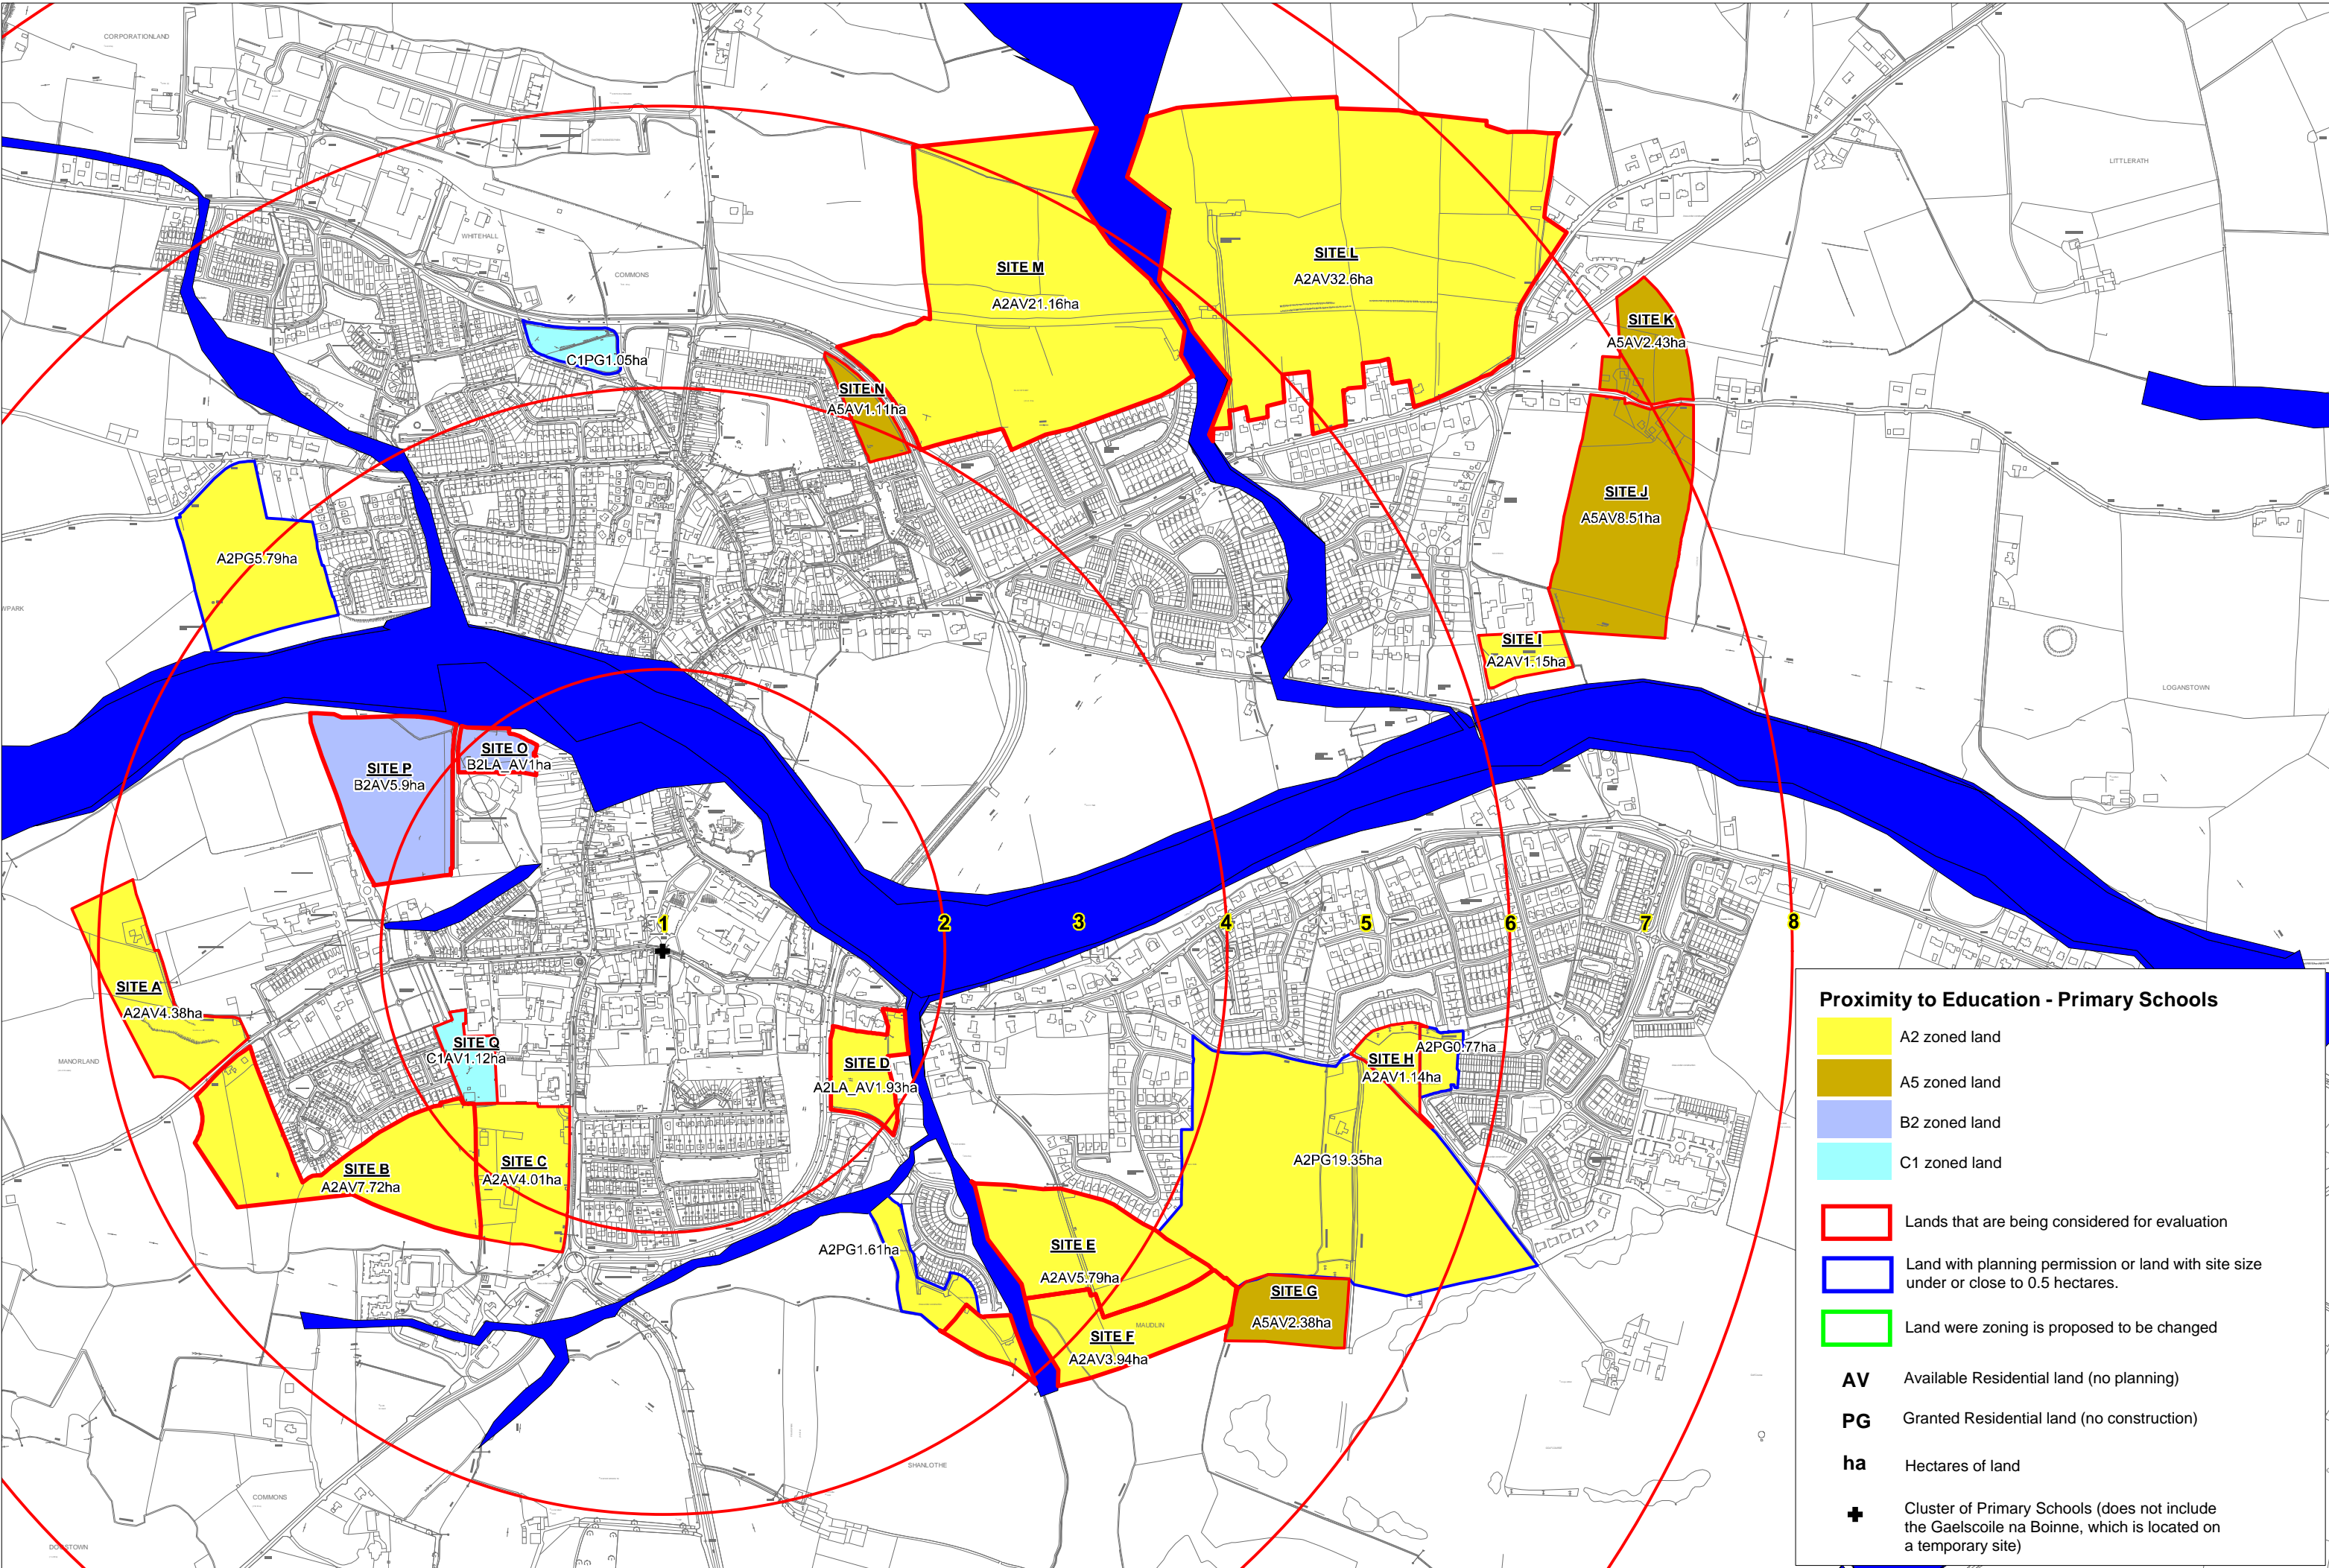 CORPORATIONLAND
LITTLERATH
WHITEHALL
COMMONS
SITE L
A2AV32.6ha
SITE M
A2AV21.16ha
SITE K
A5AV2.43ha
C1PG1.05ha
SITE N
A5AV1.11ha
SITE J
A5AV8.51ha
A2PG5.79ha
WPARK
SITE I
A2AV1.15ha
LOGANSTOWN
SITE O
B2LA_AV1ha
SITE P
B2AV5.9ha
1
2
3
4
5
6
7
8
SITE A
A2AV4.38ha
MANORLAND
SITE Q
C1AV1.12ha
SITE D
A2LA_AV1.93ha
SITE H
A2AV1.14ha
A2PG0.77ha
SITE B
A2AV7.72ha
SITE C
A2AV4.01ha
A2PG19.35ha
A2PG1.61ha
SITE E
A2AV5.79ha
SITE G
A5AV2.38ha
MAUDLIN
SITE F
A2AV3.94ha
SHANLOTHE
COMMONS
DOGSTOWN
Proximity to Education - Primary Schools
A2 zoned land
A5 zoned land
B2 zoned land
C1 zoned land
Lands that are being considered for evaluation
Land with planning permission or land with site size
under or close to 0.5 hectares.
Land were zoning is proposed to be changed
AV Available Residential land (no planning)
PG Granted Residential land (no construction)
ha Hectares of land
Cluster of Primary Schools (does not include
the Gaelscoile na Boinne, which is located on
a temporary site)